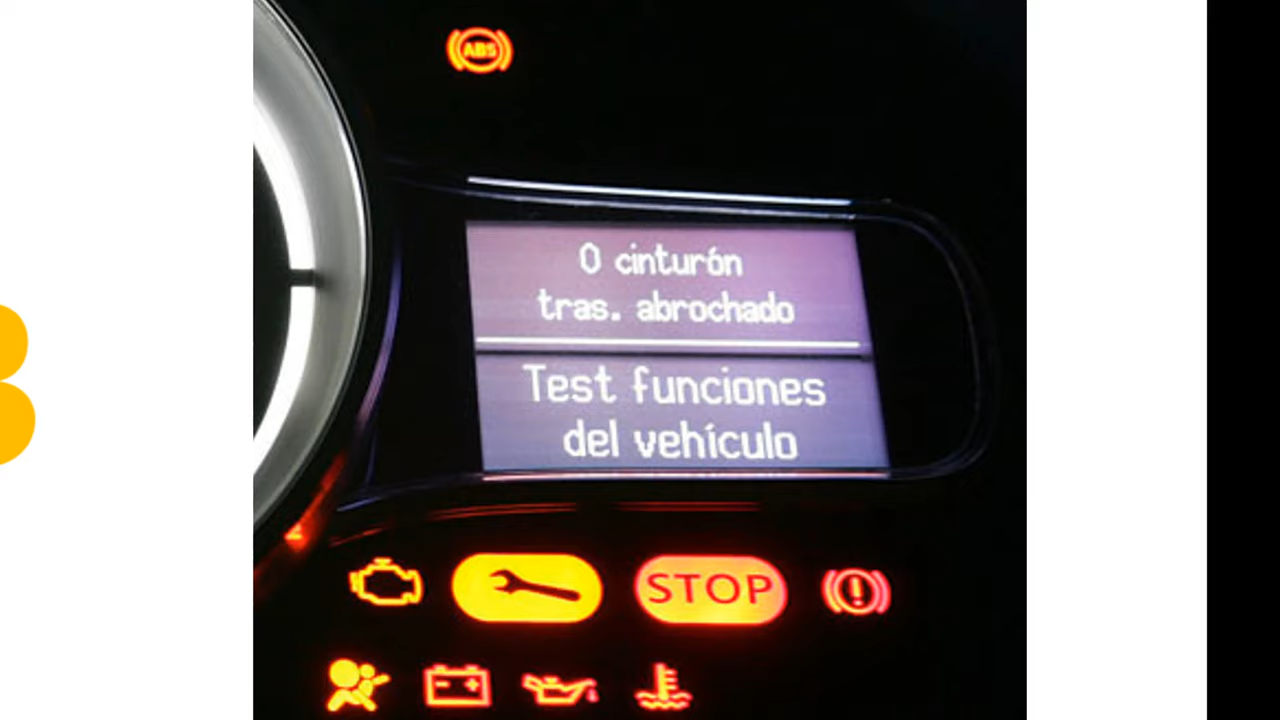 ABS
0 cinturón
tras. abrochado
Test funciones
del vehículo
STOP